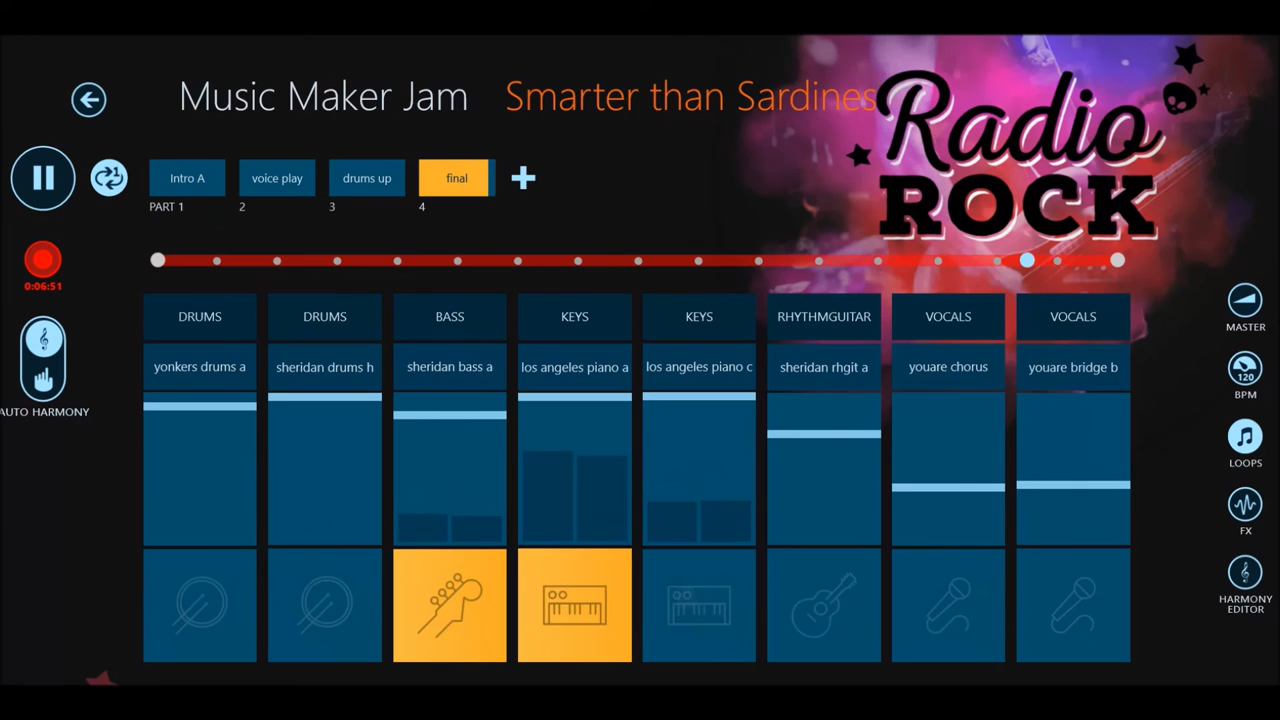 Music Maker Jam Smarter than Sardines
Radio
ROCK
Intro A voice play drums up final
PART 1 2 3 4
0:06:51
DRUMS DRUMS BASS KEYS KEYS RHYTHMGUITAR VOCALS VOCALS
yonkers drums a sheridan drums h sheridan bass a los angeles piano a los angeles piano c sheridan rhgit a youare chorus youare bridge b
AUTO HARMONY
MASTER
120
BPM
LOOPS
FX
HARMONY
EDITOR